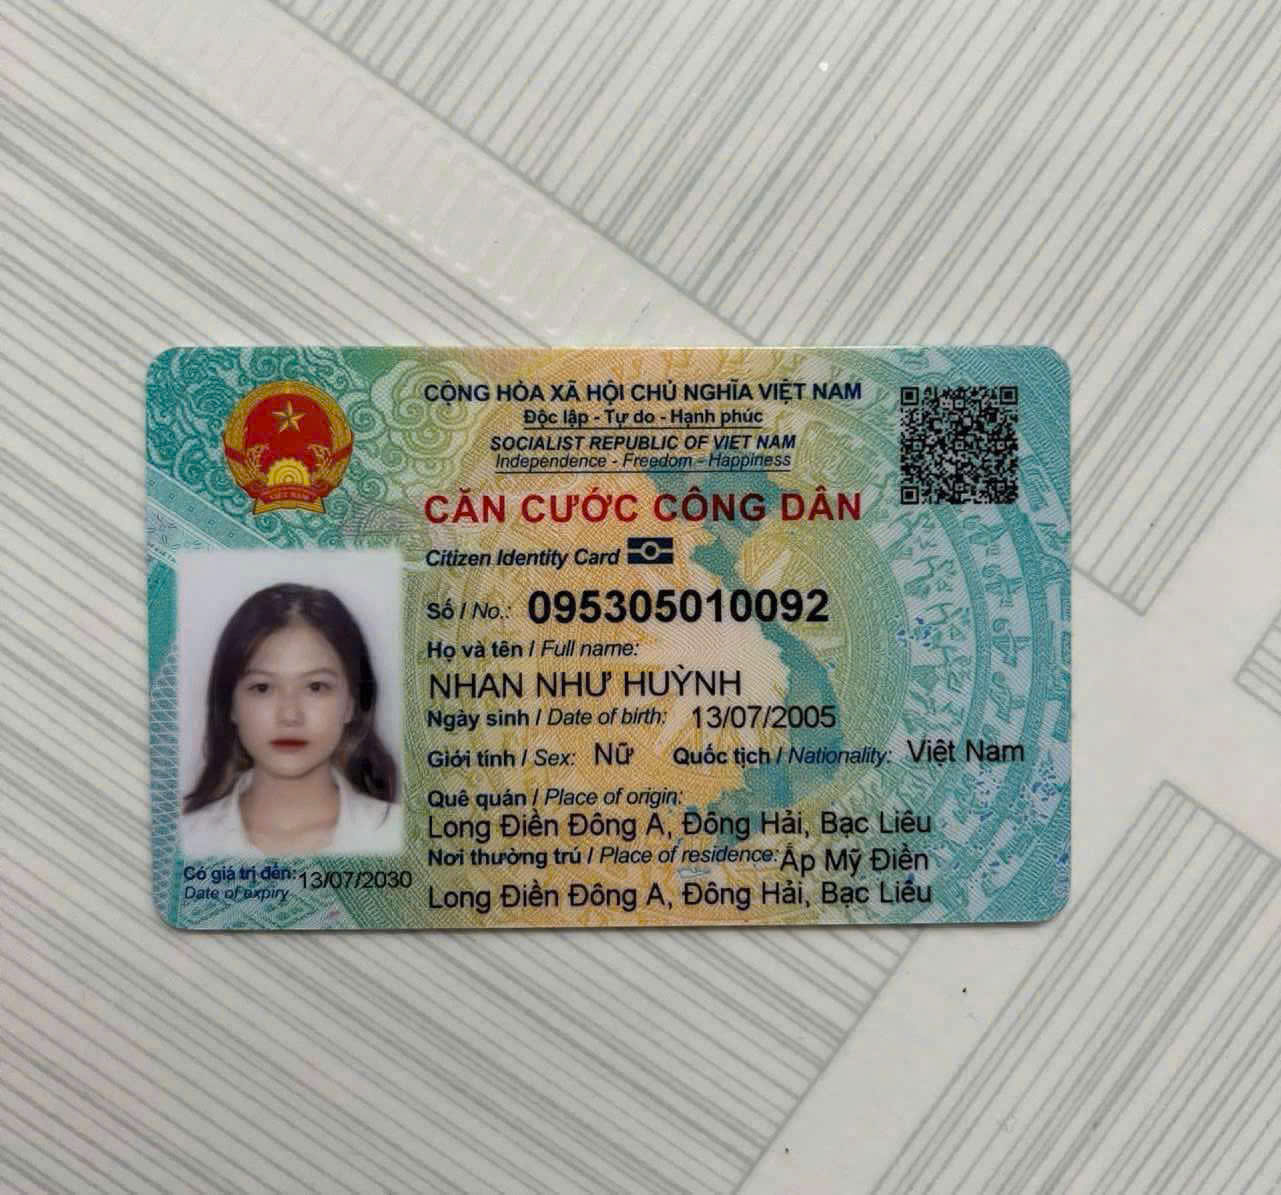 CỘNG HÒA XÃ HỘI CHỦ NGHĨA VIỆT NAM
Độc lập - Tự do - Hạnh phúc
SOCIALIST REPUBLIC OF VIET NAM
Independence - Freedom - Happiness
CĂN CƯỚC CÔNG DÂN
Citizen Identity Card
Số / No.: 095305010092
Họ và tên / Full name:
NHAN NHƯ HUỲNH
Ngày sinh / Date of birth: 13/07/2005
Giới tính / Sex: Nữ Quốc tịch / Nationality: Việt Nam
Quê quán / Place of origin:
Long Điền Đông A, Đông Hải, Bạc Liêu
Nơi thường trú / Place of residence: Ấp Mỹ Điền
Long Điền Đông A, Đông Hải, Bạc Liêu
Có giá trị đến: 13/07/2030
Date of expiry
VIỆT NAM